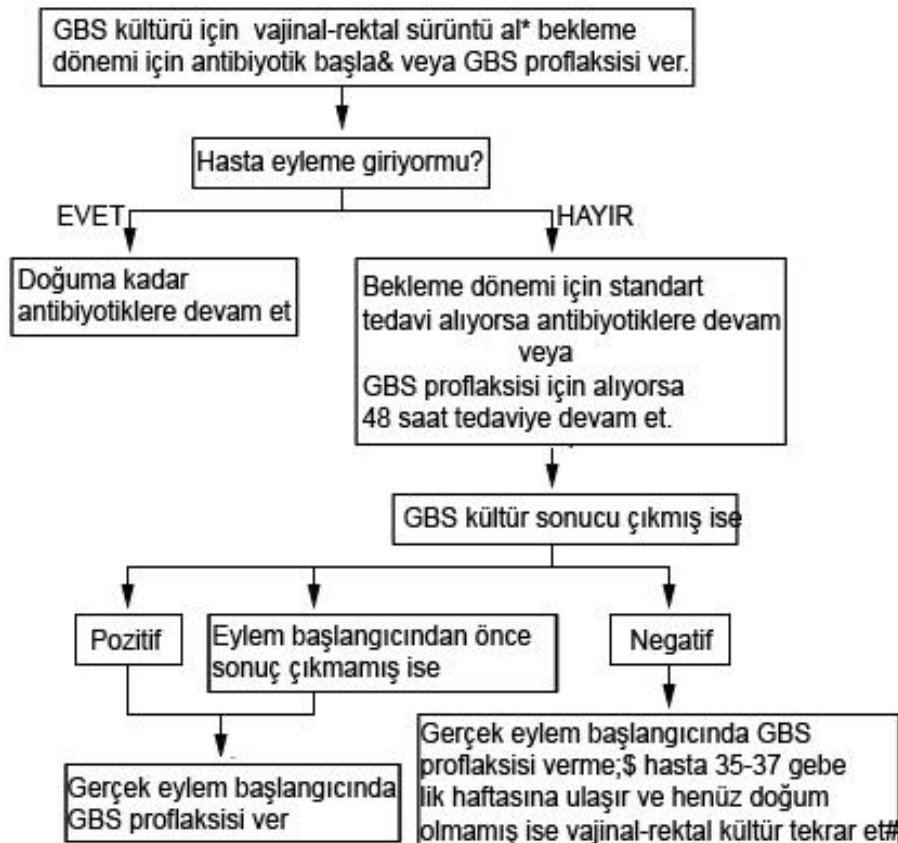 GBS kültürü için vajinal-rektal sürüntü al* bekleme
dönemi için antibiyotik başla& veya GBS proflaksisi ver.
Hasta eyleme giriyormu?
EVET
HAYIR
Doğuma kadar
antibiyotiklere devam et
Bekleme dönemi için standart
tedavi alıyorsa antibiyotiklere devam
veya
GBS proflaksisi için alıyorsa
48 saat tedaviye devam et.
GBS kültür sonucu çıkmış ise
Pozitif
Eylem başlangıcından önce
sonuç çıkmamış ise
Negatif
Gerçek eylem başlangıcında
GBS proflaksisi ver
Gerçek eylem başlangıcında GBS
proflaksisi verme;$ hasta 35-37 gebe
lik haftasına ulaşır ve henüz doğum
olmamış ise vajinal-rektal kültür tekrar et#